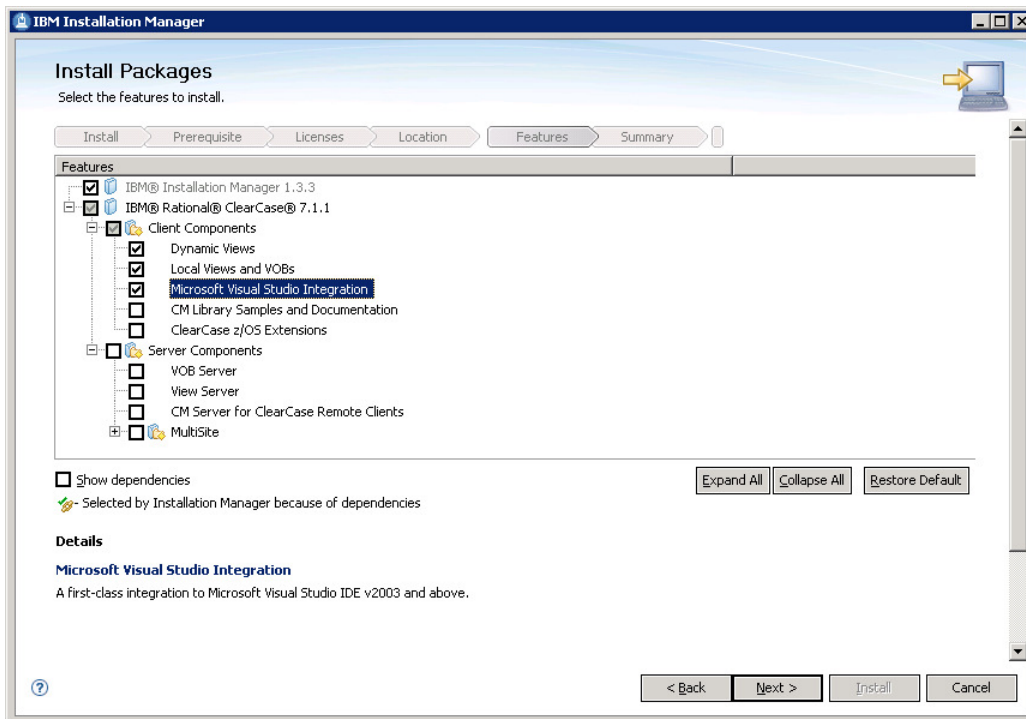 IBM Installation Manager
Install Packages
Select the features to install.
Install Prerequisite Licenses Location Features Summary
Features
IBM® Installation Manager 1.3.3
IBM® Rational® ClearCase® 7.1.1
Client Components
Dynamic Views
Local Views and VOBs
Microsoft Visual Studio Integration
CM Library Samples and Documentation
ClearCase z/OS Extensions
Server Components
VOB Server
View Server
CM Server for ClearCase Remote Clients
MultiSite
Show dependencies Expand All Collapse All Restore Default
- Selected by Installation Manager because of dependencies
Details
Microsoft Visual Studio Integration
A first-class integration to Microsoft Visual Studio IDE v2003 and above.
? < Back Next > Install Cancel